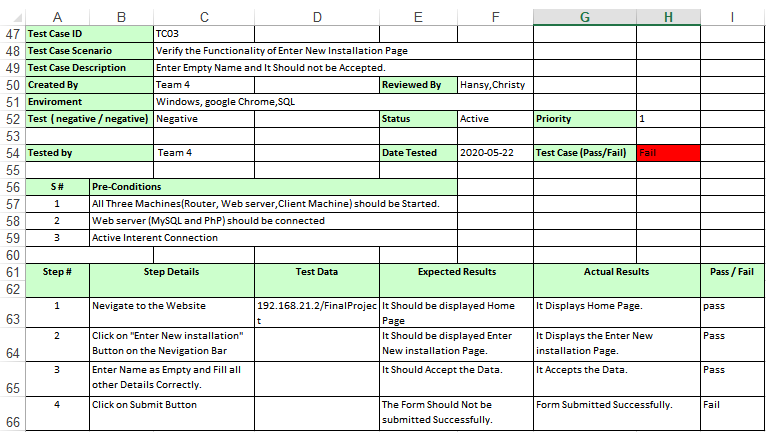 A B C D E F G H I
47 Test Case ID TC03
48 Test Case Scenario Verify the Functionality of Enter New Installation Page
49 Test Case Description Enter Empty Name and It Should not be Accepted.
50 Created By Team 4 Reviewed By Hansy,Christy
51 Enviroment Windows, google Chrome,SQL
52 Test ( negative / negative) Negative Status Active Priority 1
53
54 Tested by Team 4 Date Tested 2020-05-22 Test Case (Pass/Fail) Fail
55
56 S # Pre-Conditions
57 1 All Three Machines(Router, Web server,Client Machine) should be Started.
58 2 Web server (MySQL and PhP) should be connected
59 3 Active Interent Connection
60
61 Step # Step Details Test Data Expected Results Actual Results Pass / Fail
62
1 Nevigate to the Website 192.168.21.2/FinalProjec It Should be displayed Home It Displays Home Page. pass
63 t Page
2 Click on "Enter New installation" It Should be displayed Enter It Displays the Enter New Pass
64 Button on the Nevigation Bar New installation Page. installation Page.
3 Enter Name as Empty and Fill all It Should Accept the Data. It Accepts the Data. Pass
65 other Details Correctly.
4 Click on Submit Button The Form Should Not be Form Submitted Successfully. Fail
66 submitted Successfully.